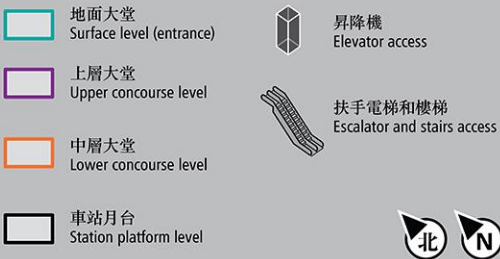 地面大堂
Surface level (entrance)
上層大堂
Upper concourse level
中層大堂
Lower concourse level
車站月台
Station platform level
昇降機
Elevator access
扶手電梯和樓梯
Escalator and stairs access
北
N